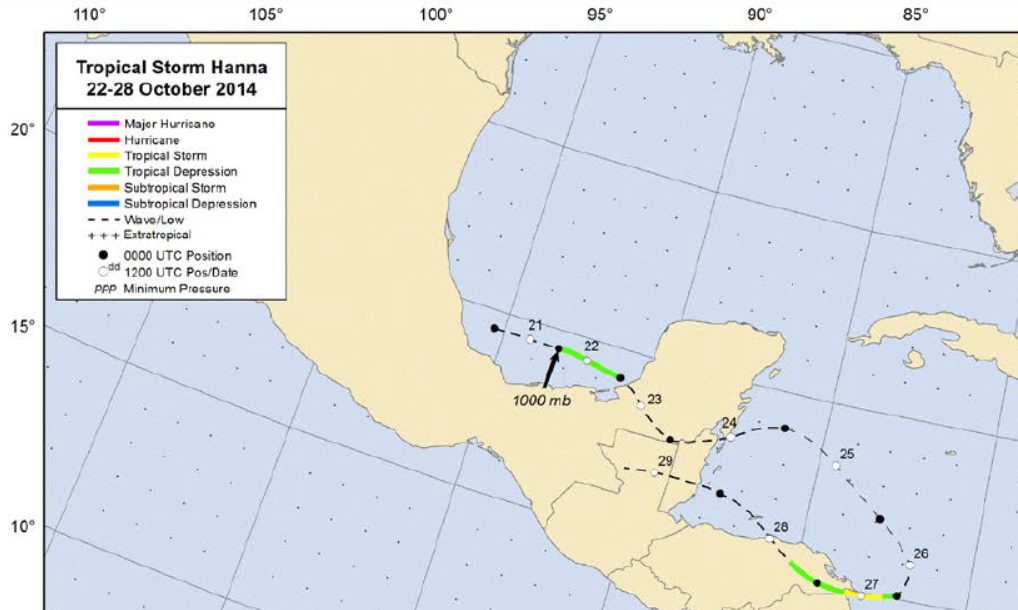 110° 105° 100° 95° 90° 85°
Tropical Storm Hanna
22-28 October 2014
Major Hurricane
Hurricane
Tropical Storm
Tropical Depression
Subtropical Storm
Subtropical Depression
Wave/Low
Extratropical
0000 UTC Position
dd 1200 UTC Pos/Date
ppp Minimum Pressure
20°
15°
10°
21
22
1000 mb
23
24
25
29
28
26
27